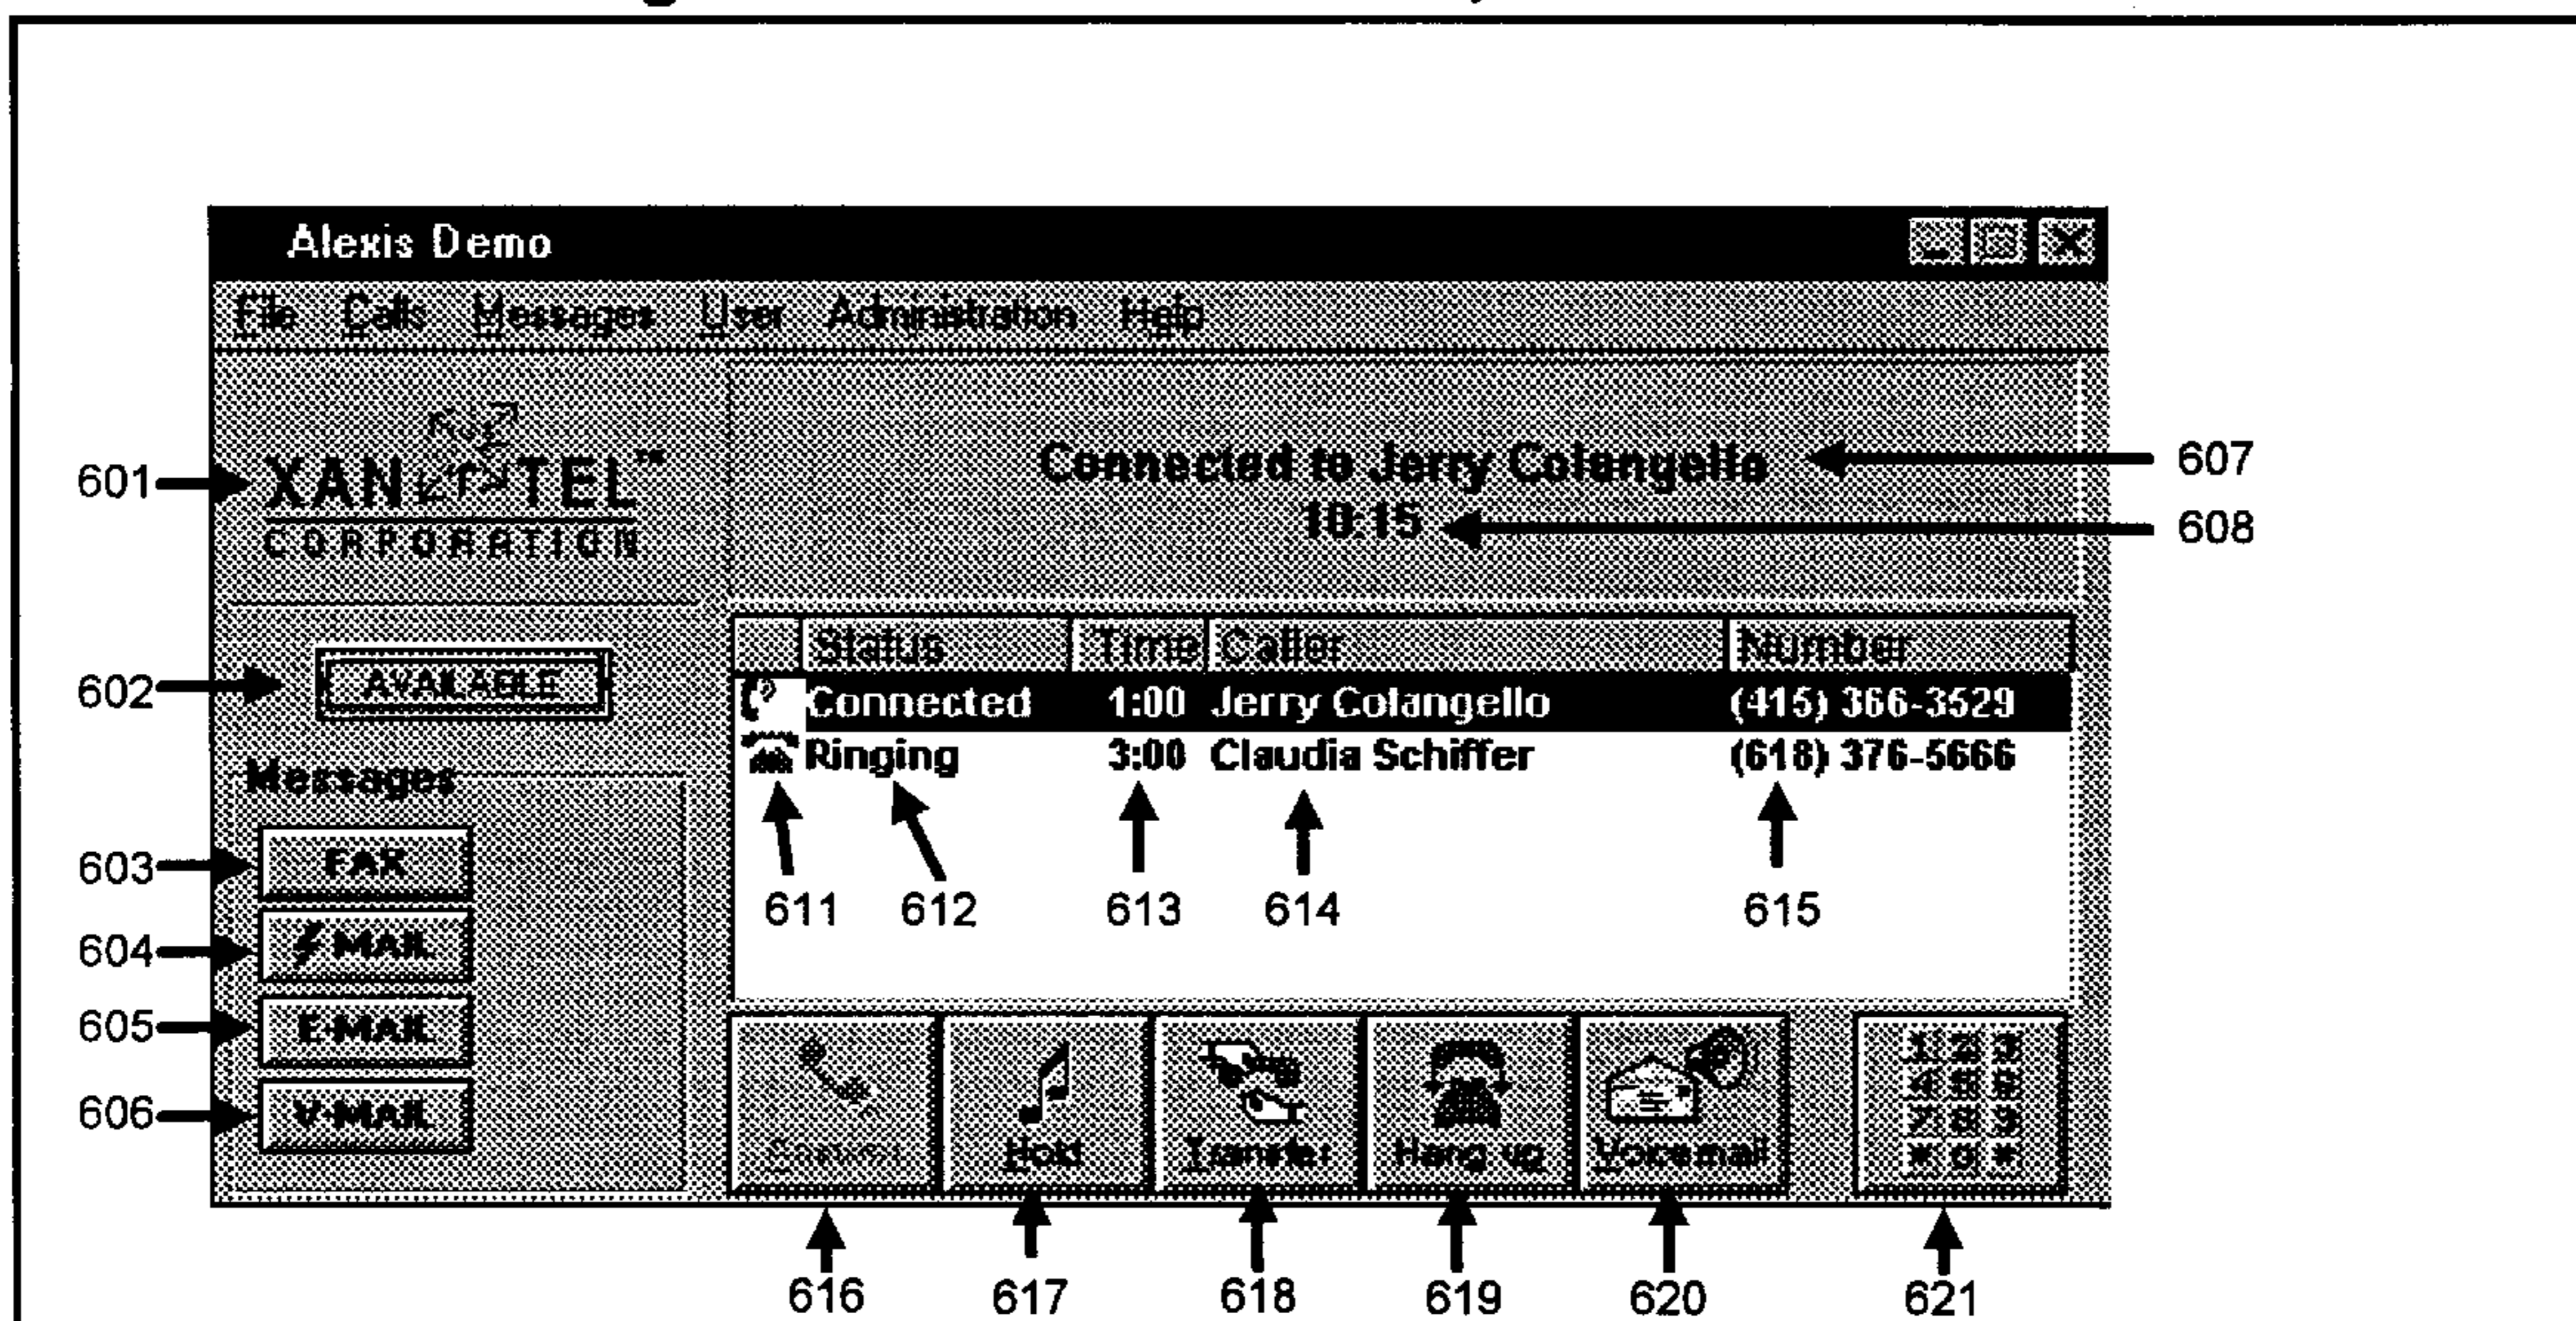 Alexis Demo
File Calls Messages User Administration Help
601 XAN TEL™
CORPORATION
Connected to Jerry Colangello 607
10:15 608
602 AVAILABLE
Status Time Caller Number
Connected 1:00 Jerry Colangello (415) 366-3529
Ringing 3:00 Claudia Schiffer (618) 376-5666
611 612 613 614 615
Messages
603 FAX
604 MAIL
605 E-MAIL
606 V-MAIL
Connect Hold Transfer Hang up Voicemail
1 2 3
4 5 6
7 8 9
* 0 #
616 617 618 619 620 621